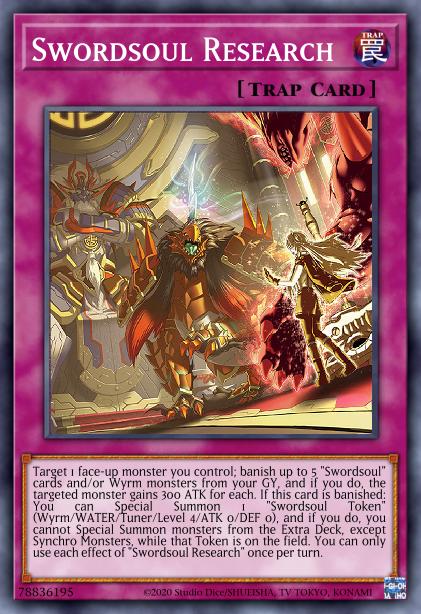 SWORDSOUL RESEARCH
TRAP
罠
[TRAP CARD]
Target 1 face-up monster you control; banish up to 5 "Swordsoul"
cards and/or Wyrm monsters from your GY, and if you do, the
targeted monster gains 300 ATK for each. If this card is banished:
You can Special Summon 1 "Swordsoul Token"
(Wyrm/WATER/Tuner/Level 4/ATK 0/DEF 0), and if you do, you
cannot Special Summon monsters from the Extra Deck, except
Synchro Monsters, while that Token is on the field. You can only
use each effect of "Swordsoul Research" once per turn.
78836195
©2020 Studio Dice/SHUEISHA, TV TOKYO, KONAMI